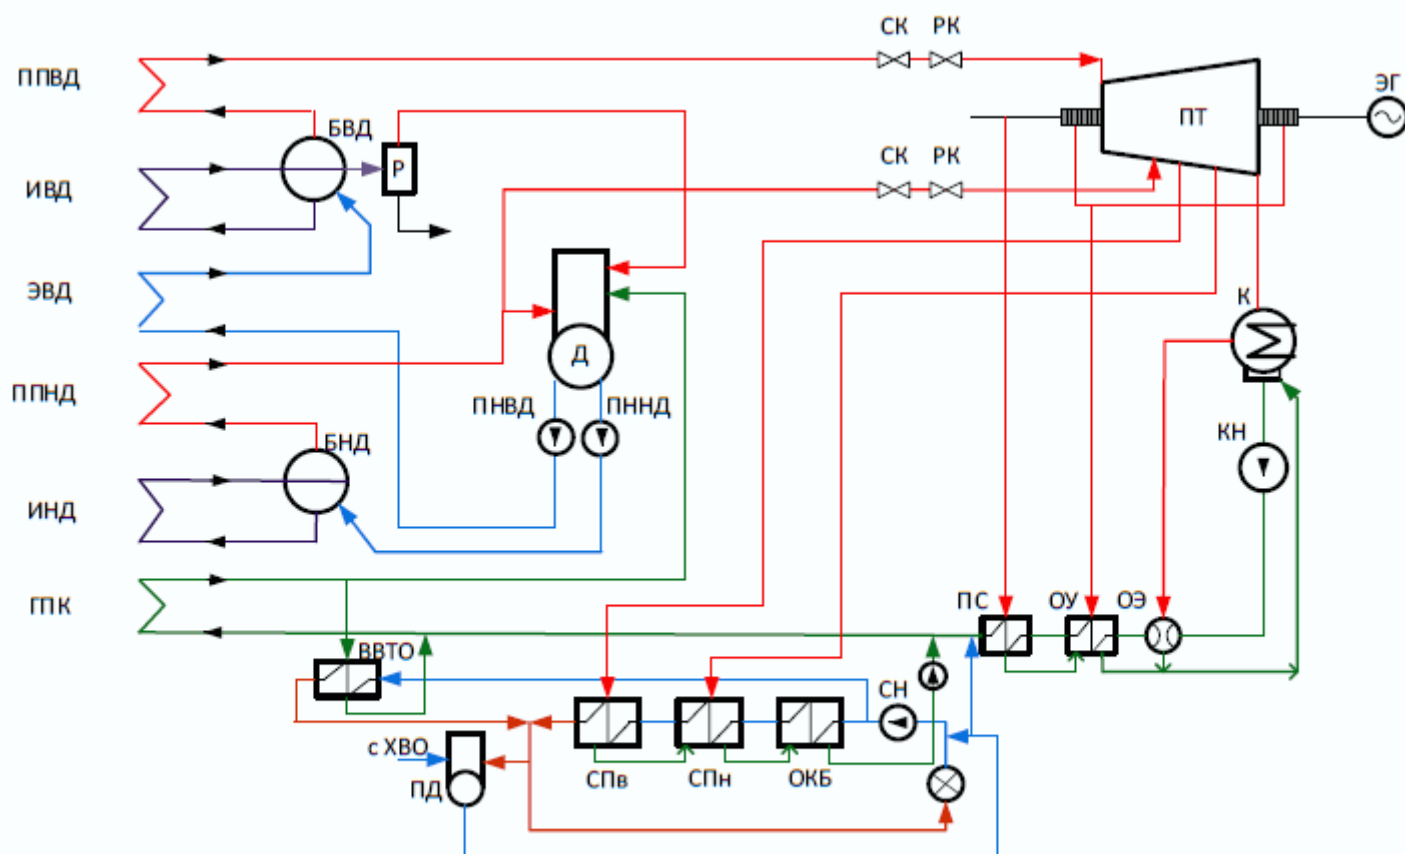 СК
РК
ППВД
ЭГ
БВД
ПТ
Р
СК
РК
ИВД
ЭВД
К
Д
ППНД
ПНВД
ПННД
БНД
КН
ИНД
ГПК
ПС
ОУ
ОЭ
ВВТО
СН
с ХВО
ПД
СПв
СПн
ОКБ